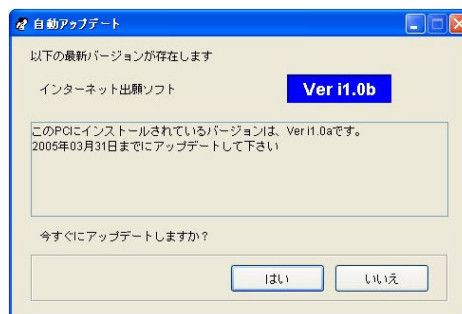 自動アップデート
以下の最新バージョンが存在します
インターネット出願ソフト
Ver i1.0b
このPCにインストールされているバージョンは、Ver i1.0aです。
2005年03月31日までにアップデートして下さい
今すぐにアップデートしますか？
はい
いいえ